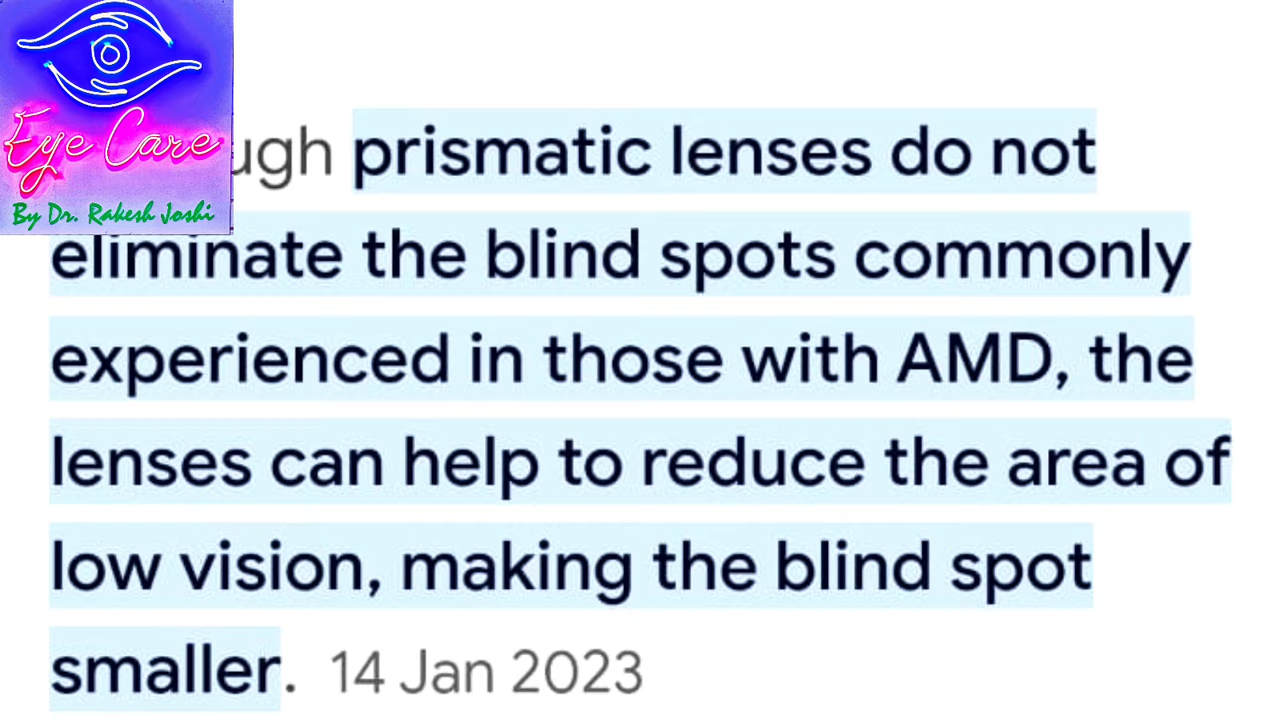 Eye Care
By Dr. Rakesh Joshi
ugh prismatic lenses do not
eliminate the blind spots commonly
experienced in those with AMD, the
lenses can help to reduce the area of
low vision, making the blind spot
smaller. 14 Jan 2023